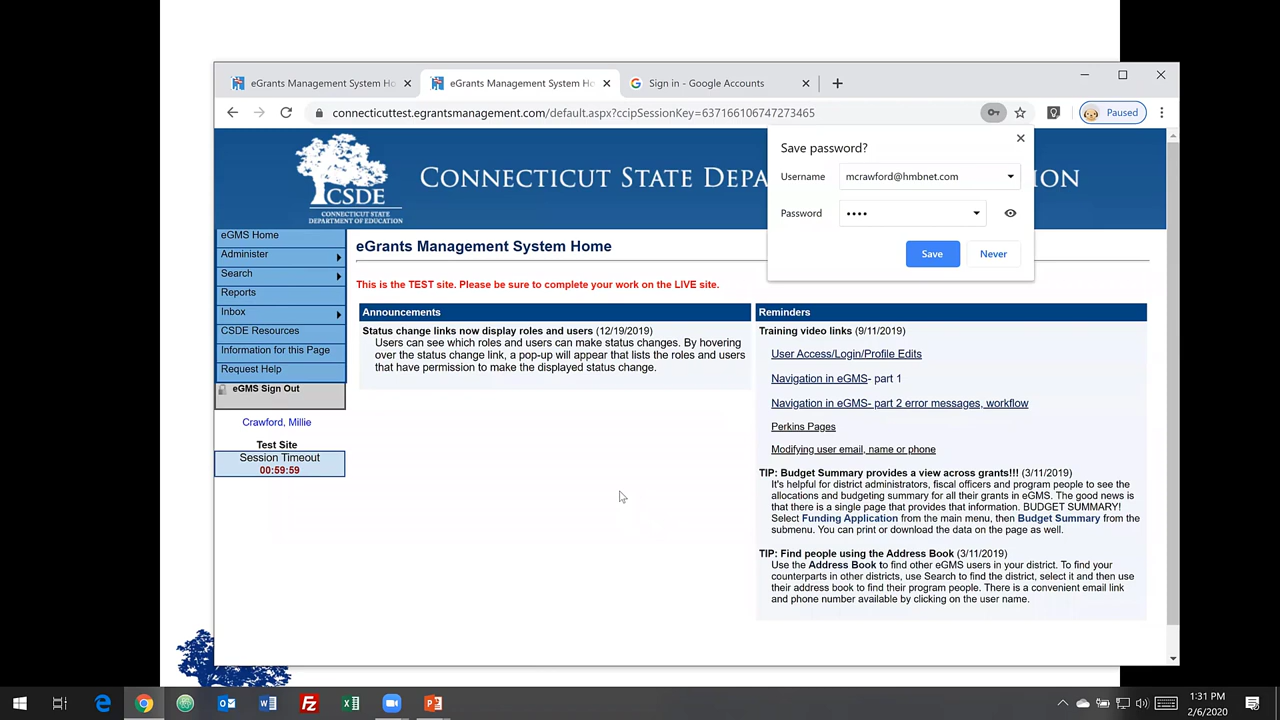 eGrants Management System Ho
eGrants Management System Ho
Sign in - Google Accounts
connecticuttest.egrantsmanagement.com/default.aspx?ccipSessionKey=637166106747273465
Paused
CSDE
CONNECTICUT STATE
DEPARTMENT OF EDUCATION
CONNECTICUT STATE DEPA
ION
Save password?
Username
mcrawford@hmbnet.com
Password
••••
Save
Never
eGMS Home
Administer
Search
Reports
Inbox
CSDE Resources
Information for this Page
Request Help
eGMS Sign Out
Crawford, Millie
Test Site
Session Timeout
00:59:59
eGrants Management System Home
This is the TEST site. Please be sure to complete your work on the LIVE site.
Announcements
Status change links now display roles and users (12/19/2019)
Users can see which roles and users can make status changes. By hovering
over the status change link, a pop-up will appear that lists the roles and users
that have permission to make the displayed status change.
Reminders
Training video links (9/11/2019)
User Access/Login/Profile Edits
Navigation in eGMS- part 1
Navigation in eGMS- part 2 error messages, workflow
Perkins Pages
Modifying user email, name or phone
TIP: Budget Summary provides a view across grants!!! (3/11/2019)
It's helpful for district administrators, fiscal officers and program people to see the
allocations and budgeting summary for all their grants in eGMS. The good news is
that there is a single page that provides that information. BUDGET SUMMARY!
Select Funding Application from the main menu, then Budget Summary from the
submenu. You can print or download the data on the page as well.
TIP: Find people using the Address Book (3/11/2019)
Use the Address Book to find other eGMS users in your district. To find your
counterparts in other districts, use Search to find the district, select it and then use
their address book to find their program people. There is a convenient email link
and phone number available by clicking on the user name.
1:31 PM
2/6/2020